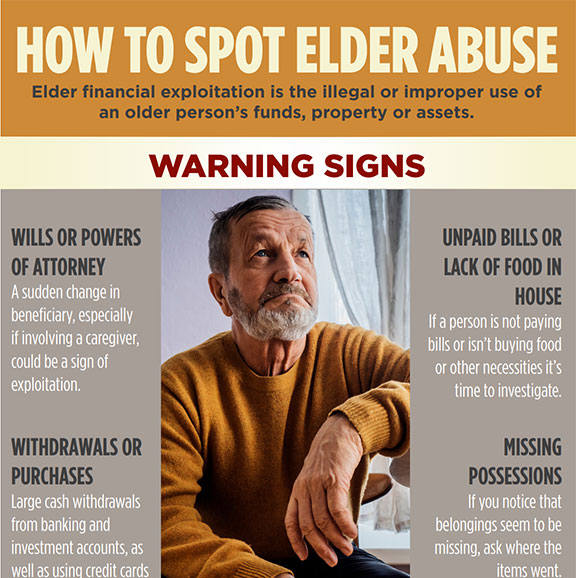 HOW TO SPOT ELDER ABUSE
Elder financial exploitation is the illegal or improper use of
an older person’s funds, property or assets.
WARNING SIGNS
WILLS OR POWERS
OF ATTORNEY
A sudden change in
beneficiary, especially
if involving a caregiver,
could be a sign of
exploitation.
WITHDRAWALS OR
PURCHASES
Large cash withdrawals
from banking and
investment accounts, as
well as using credit cards
UNPAID BILLS OR
LACK OF FOOD IN
HOUSE
If a person is not paying
bills or isn’t buying food
or other necessities it’s
time to investigate.
MISSING
POSSESSIONS
If you notice that
belongings seem to be
missing, ask where the
items went.